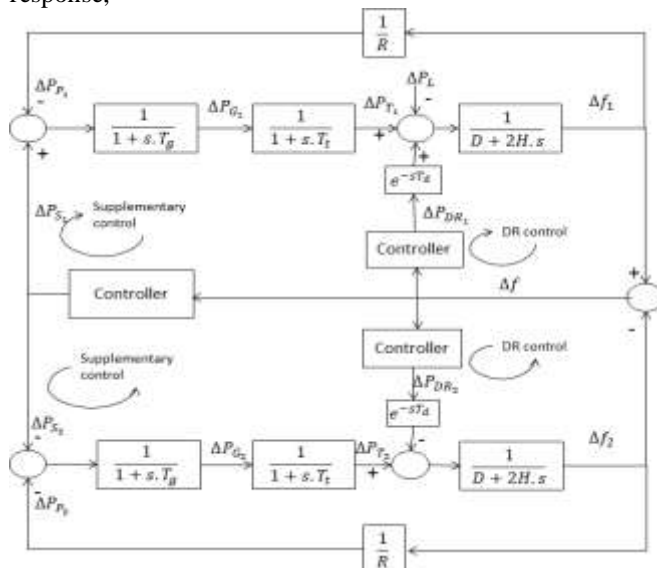 response,
1
R
ΔP_{P_1}
-
ΔP_L
-
Δf_1
1
1 + s.T_g
ΔP_{G_1}
1
1 + s.T_t
ΔP_{T_1}
+
1
D + 2H.s
+
+
e^{-sT_d}
ΔP_{S_1}
Supplementary
control
ΔP_{DR_1}
DR control
Controller
Controller
Δf
+
-
Controller
Supplementary
control
DR control
ΔP_{DR_2}
e^{-sT_d}
ΔP_{S_2}
-
-
1
1 + s.T_g
ΔP_{G_2}
1
1 + s.T_t
ΔP_{T_2}
+
1
D + 2H.s
Δf_2
-
ΔP_{P_2}
1
R